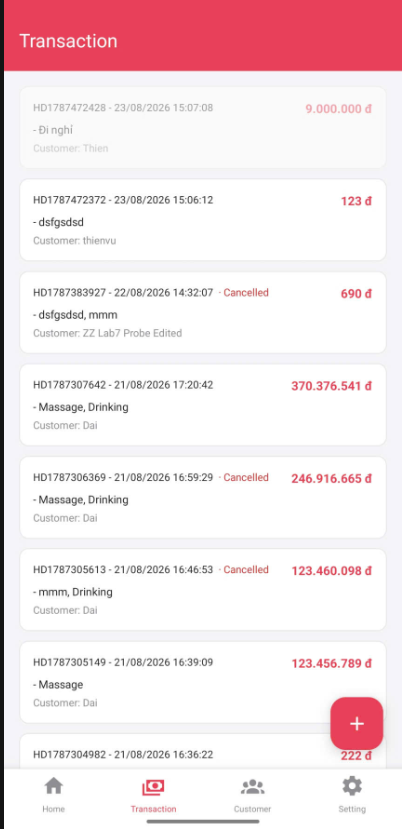 Transaction
HD1787472428 - 23/08/2026 15:07:08 9.000.000 đ
- Đi nghỉ
Customer: Thien
HD1787472372 - 23/08/2026 15:06:12 123 đ
- dsfgsdsd
Customer: thienvu
HD1787383927 - 22/08/2026 14:32:07 · Cancelled 690 đ
- dsfgsdsd, mmm
Customer: ZZ Lab7 Probe Edited
HD1787307642 - 21/08/2026 17:20:42 370.376.541 đ
- Massage, Drinking
Customer: Dai
HD1787306369 - 21/08/2026 16:59:29 · Cancelled 246.916.665 đ
- Massage, Drinking
Customer: Dai
HD1787305613 - 21/08/2026 16:46:53 · Cancelled 123.460.098 đ
- mmm, Drinking
Customer: Dai
HD1787305149 - 21/08/2026 16:39:09 123.456.789 đ
- Massage
Customer: Dai
+
HD1787304982 - 21/08/2026 16:36:22 222 đ
Home Transaction Customer Setting